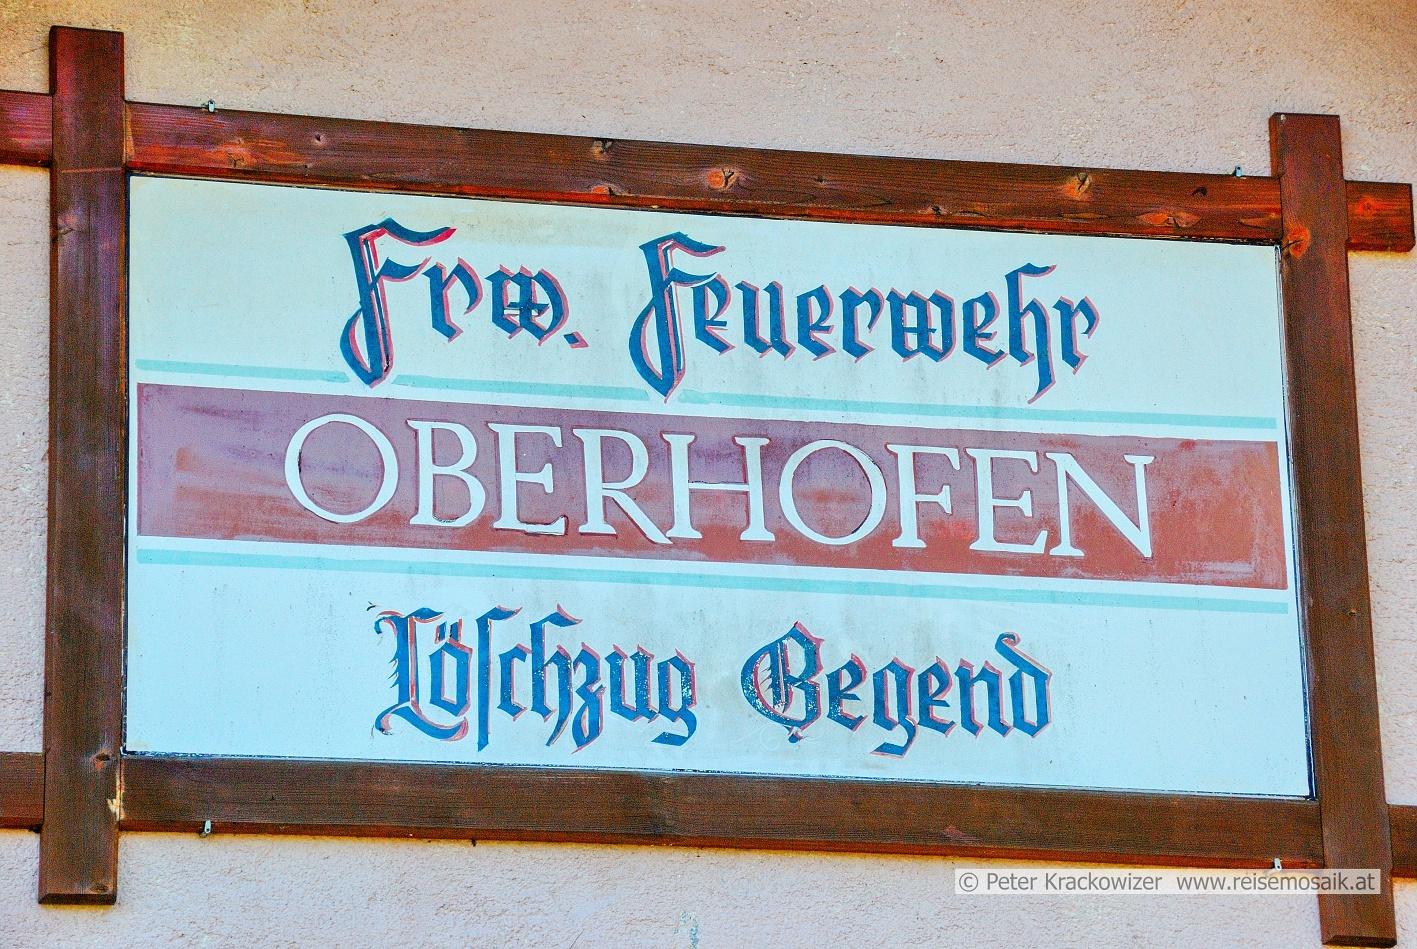 Frw. Feuerwehr
OBERHOFEN
Löſchzug Gegend
© Peter Krackowizer www.reisemosaik.at